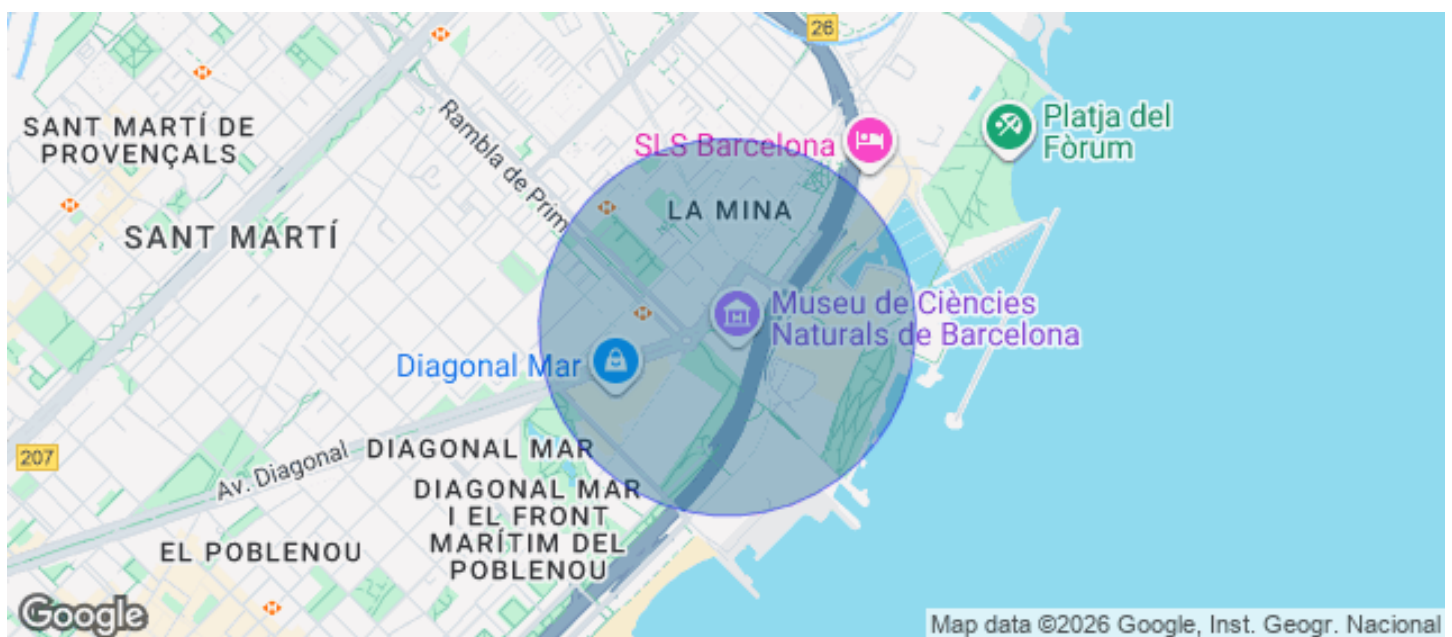 26
SANT MARTÍ DE
PROVENÇALS
Rambla de Prim
SLS Barcelona
Platja del
Fòrum
LA MINA
SANT MARTÍ
Museu de Ciències
Naturals de Barcelona
Diagonal Mar
207
Av. Diagonal
DIAGONAL MAR
DIAGONAL MAR
I EL FRONT
MARÍTIM DEL
POBLENOU
EL POBLENOU
Google
Map data ©2026 Google, Inst. Geogr. Nacional